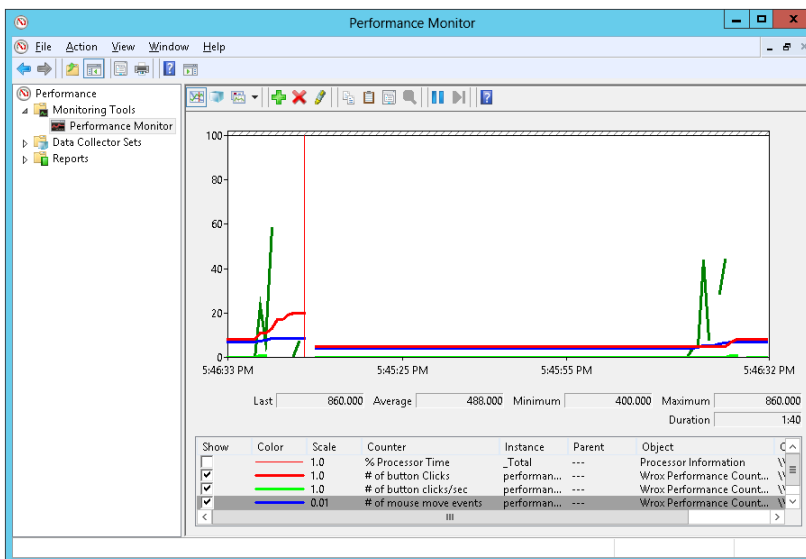 Performance Monitor
File Action View Window Help
Performance
Monitoring Tools
Performance Monitor
Data Collector Sets
Reports
100
80
60
40
20
0
5:46:33 PM 5:45:25 PM 5:45:55 PM 5:46:32 PM
Last 860.000 Average 488.000 Minimum 400.000 Maximum 860.000
Duration 1:40
Show Color Scale Counter Instance Parent Object
1.0 % Processor Time _Total --- Processor Information
1.0 # of button Clicks performan... --- Wrox Performance Count...
1.0 # of button clicks/sec performan... --- Wrox Performance Count...
0.01 # of mouse move events performan... --- Wrox Performance Count...